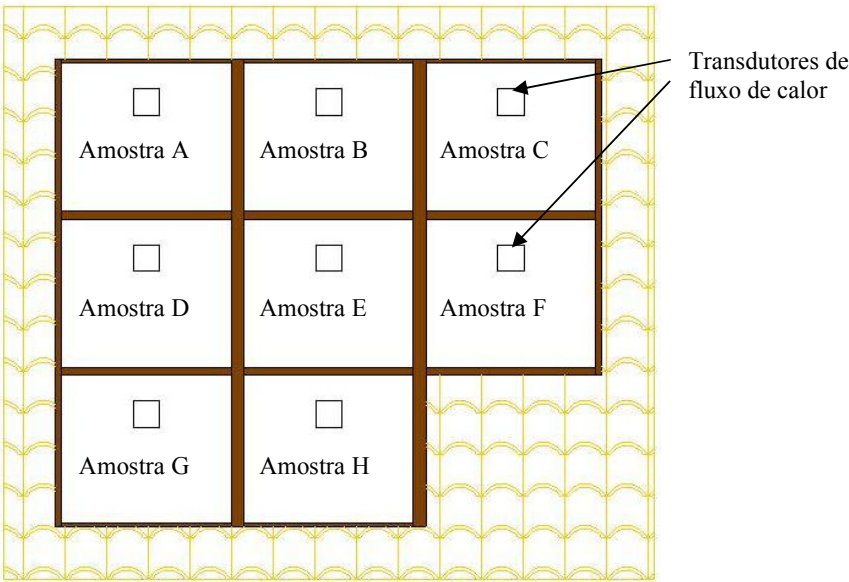 Transdutores de
fluxo de calor
Amostra A
Amostra B
Amostra C
Amostra D
Amostra E
Amostra F
Amostra G
Amostra H